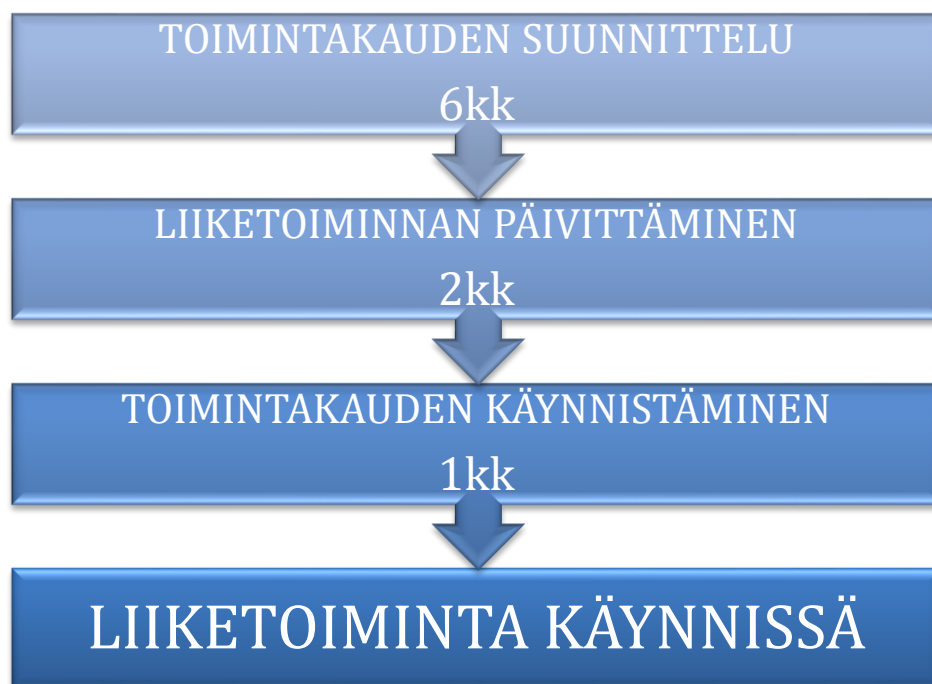 TOIMINTAKAUDEN SUUNNITTELU
6kk
LIIKETOIMINNAN PÄIVITTÄMINEN
2kk
TOIMINTAKAUDEN KÄYNNISTÄMINEN
1kk
LIIKETOIMINTA KÄYNNISSÄ